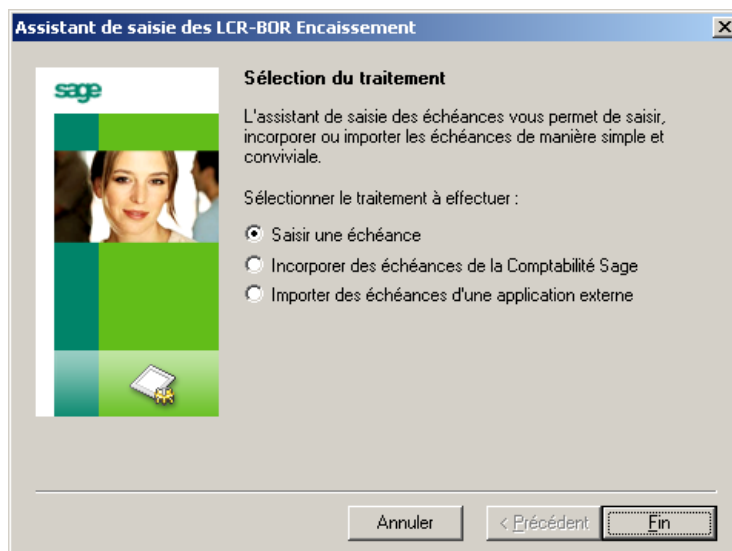 Assistant de saisie des LCR-BOR Encaissement
sage
Sélection du traitement
L'assistant de saisie des échéances vous permet de saisir,
incorporer ou importer les échéances de manière simple et
conviviale.
Sélectionner le traitement à effectuer :
Saisir une échéance
Incorporer des échéances de la Comptabilité Sage
Importer des échéances d'une application externe
Annuler
< Précédent
Fin